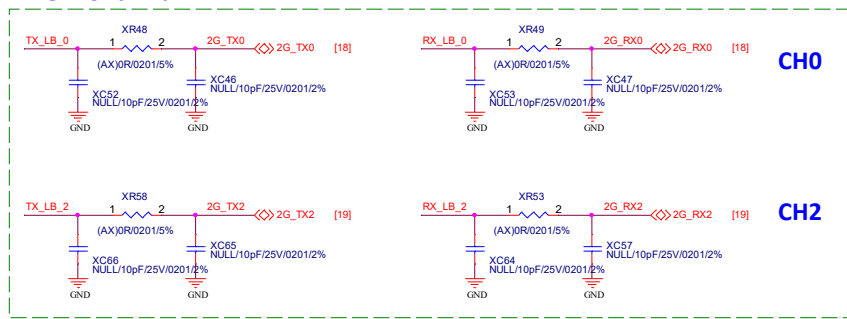 XR48
XR49
TX_LB_0
1
2
2G_TX0
2G_TX0
[18]
RX_LB_0
1
2
2G_RX0
2G_RX0
[18]
CH0
(AX)0R/0201/5%
(AX)0R/0201/5%
XC52
NULL/10pF/25V/0201/2%
XC46
NULL/10pF/25V/0201/2%
XC53
NULL/10pF/25V/0201/2%
XC47
NULL/10pF/25V/0201/2%
GND
GND
GND
GND
XR58
XR53
TX_LB_2
1
2
2G_TX2
2G_TX2
[19]
RX_LB_2
1
2
2G_RX2
2G_RX2
[19]
CH2
(AX)0R/0201/5%
(AX)0R/0201/5%
XC66
NULL/10pF/25V/0201/2%
XC65
NULL/10pF/25V/0201/2%
XC64
NULL/10pF/25V/0201/2%
XC57
NULL/10pF/25V/0201/2%
GND
GND
GND
GND